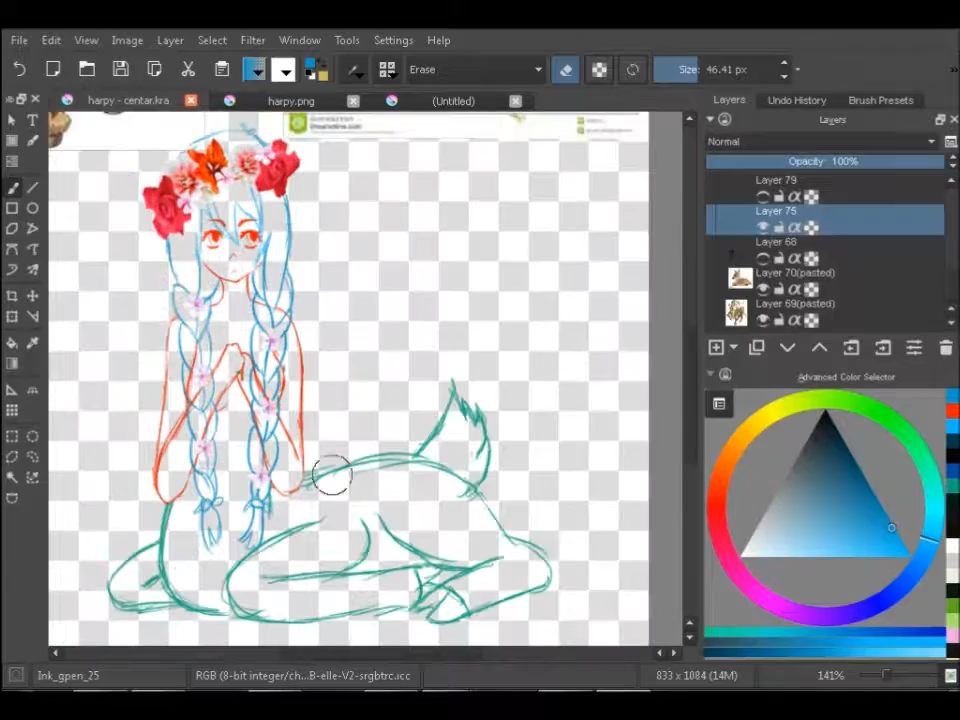 File Edit View Image Layer Select Filter Window Tools Settings Help
Erase Size: 46.41 px
harpy - centar.kra harpy.png (Untitled)
Layers Undo History Brush Presets
Layers
Normal
Opacity: 100%
Layer 79
Layer 75
Layer 68
Layer 70(pasted)
Layer 69(pasted)
Advanced Color Selector
Ink_gpen_25 RGB (8-bit integer/ch...B-elle-V2-srgbtrc.icc 833 x 1084 (14M) 141%